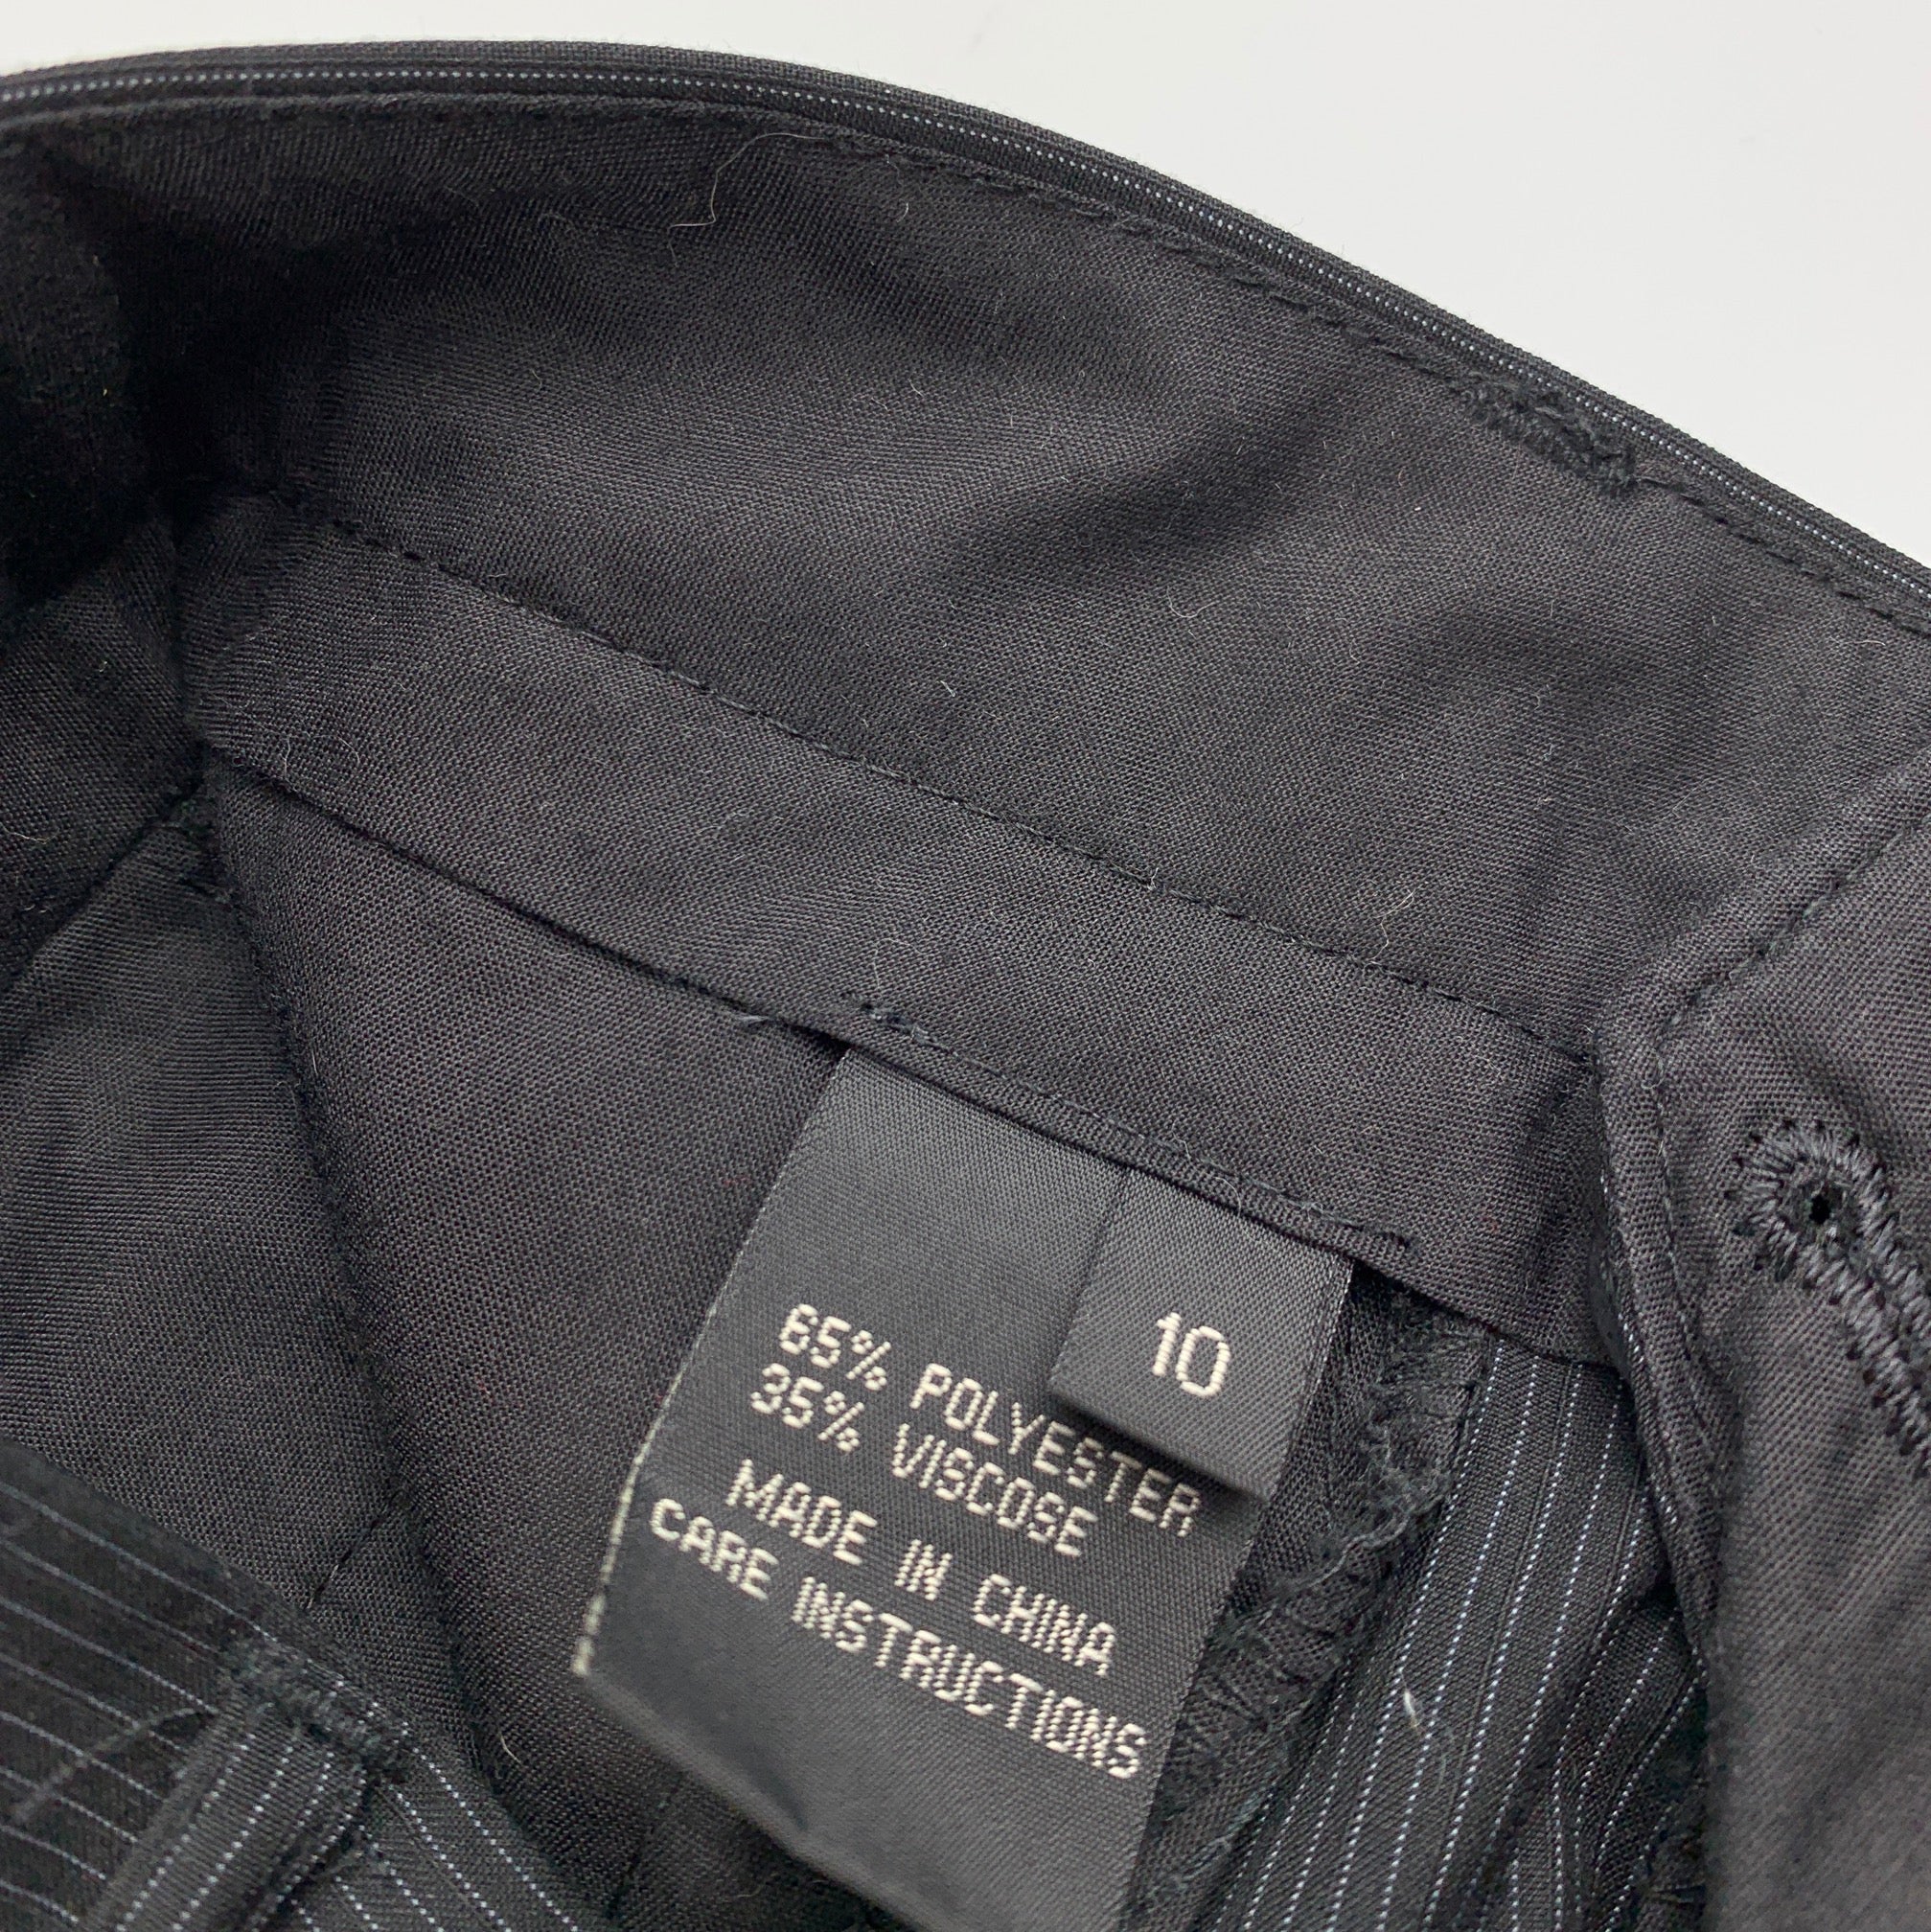 10
65% POLYESTER
35% VISCOSE
MADE IN CHINA
CARE INSTRUCTIONS